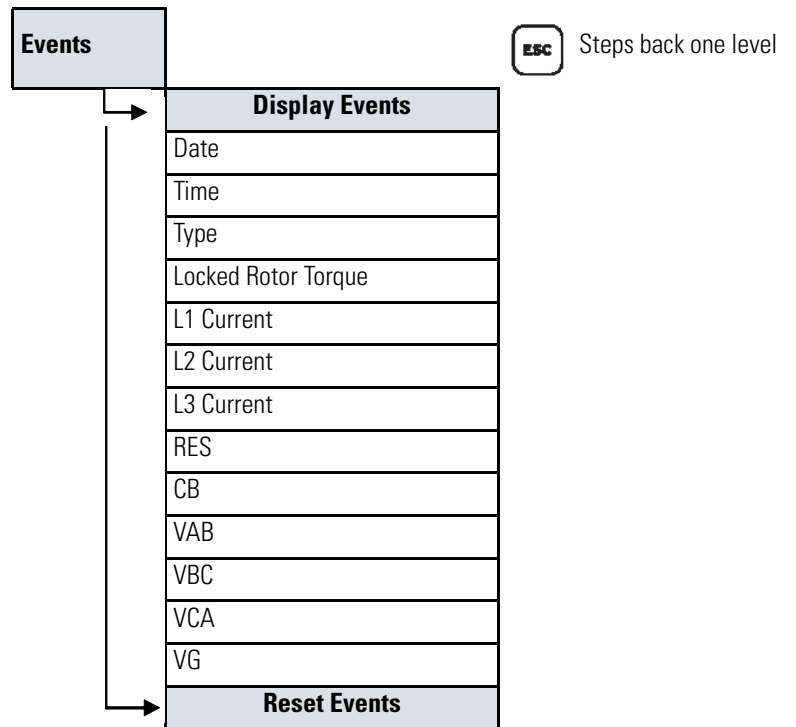 Events
ESC Steps back one level
Display Events
Date
Time
Type
Locked Rotor Torque
L1 Current
L2 Current
L3 Current
RES
CB
VAB
VBC
VCA
VG
Reset Events